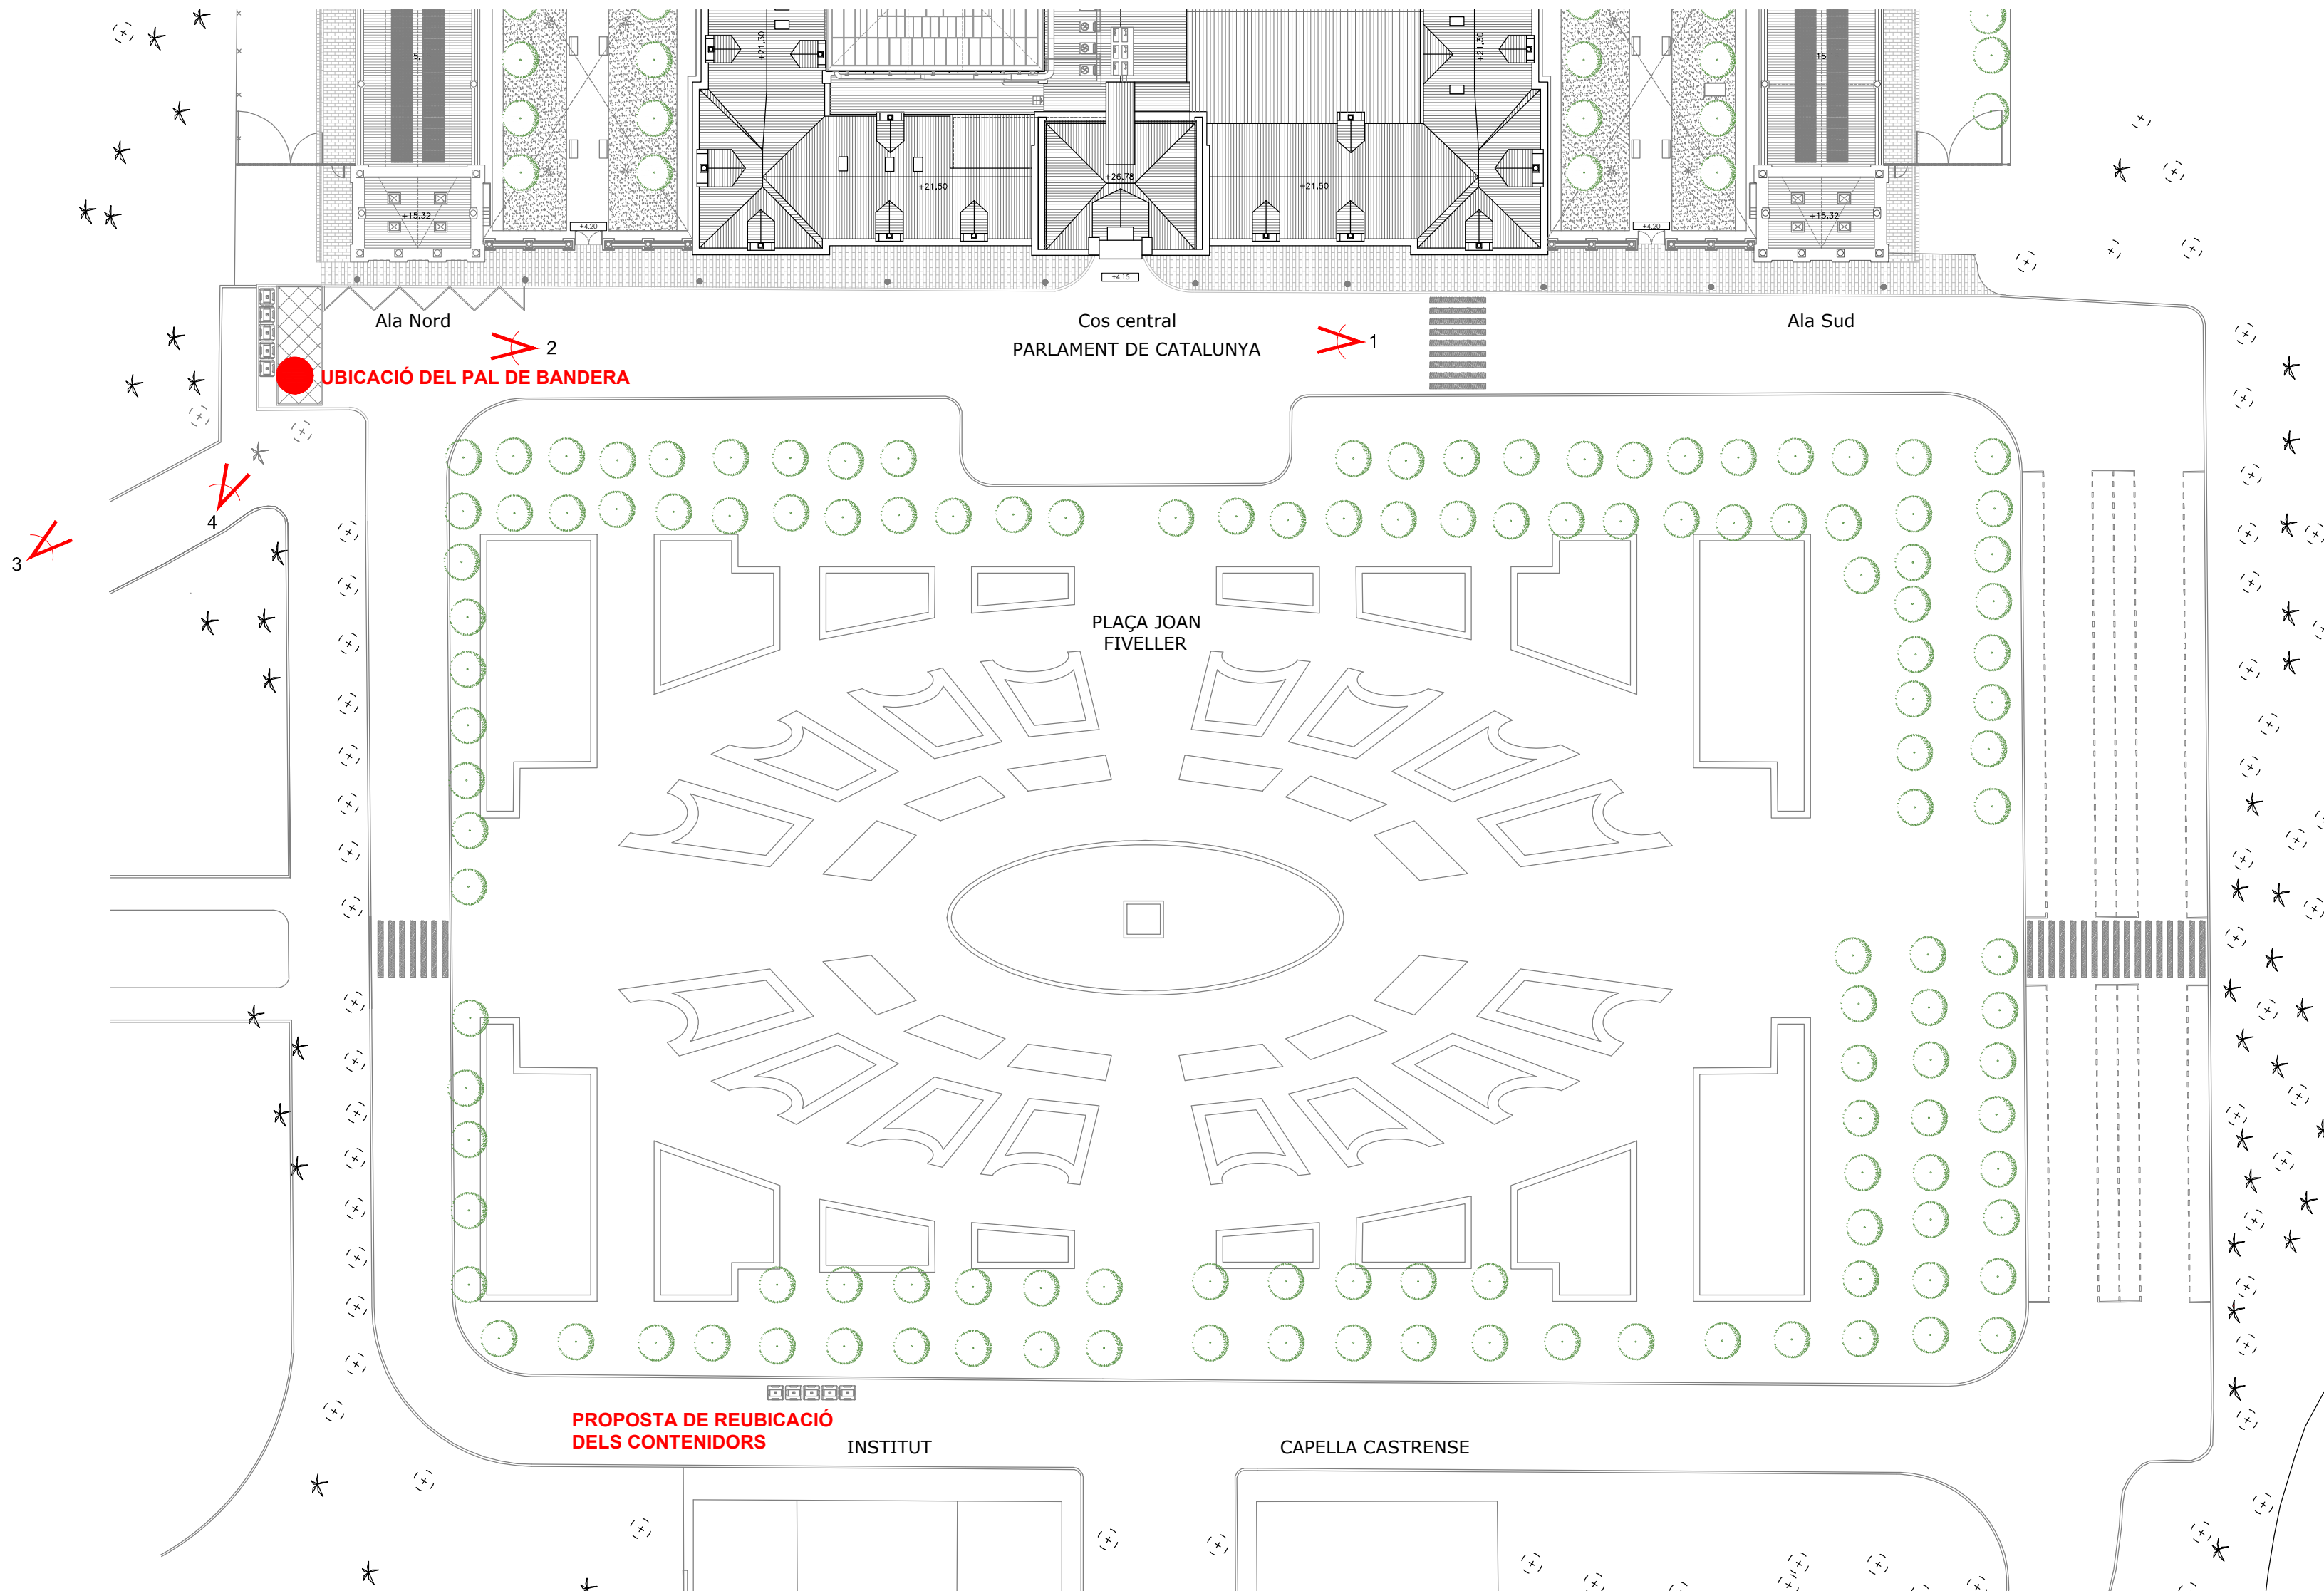 +21,30
+21,30
5,
15
+26,78
+21,50
+21,50
+15,32
+15,32
+4.20
+4.20
+4.15
Ala Nord
Cos central
Ala Sud
PARLAMENT DE CATALUNYA
1
2
UBICACIÓ DEL PAL DE BANDERA
4
3
PLAÇA JOAN
FIVELLER
PROPOSTA DE REUBICACIÓ
DELS CONTENIDORS
INSTITUT
CAPELLA CASTRENSE